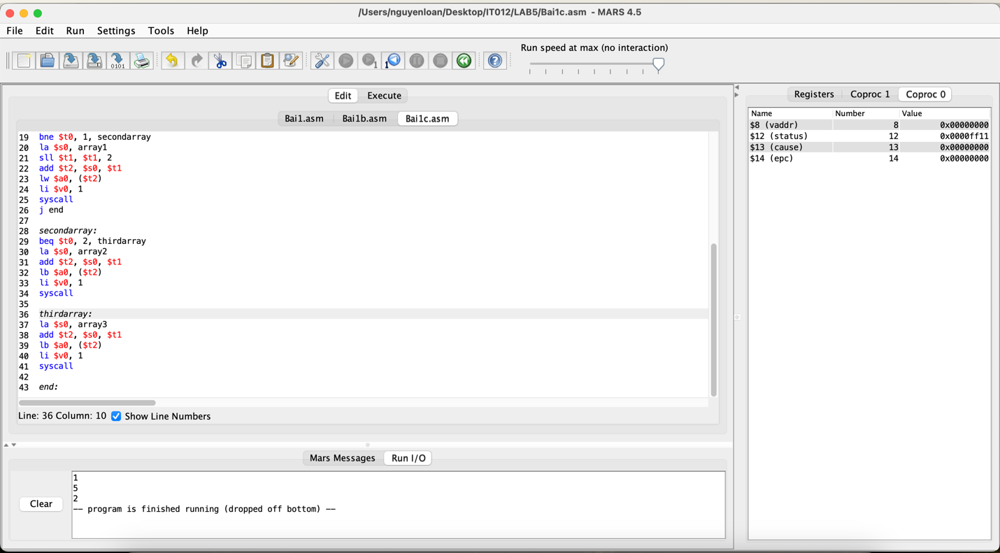 /Users/nguyenloan/Desktop/IT012/LAB5/Bai1c.asm - MARS 4.5
File Edit Run Settings Tools Help
Run speed at max (no interaction)
0101
1
1
Edit Execute
Registers Coproc 1 Coproc 0
Bai1.asm Bai1b.asm Bai1c.asm
Name Number Value
$8 (vaddr) 8 0x00000000
$12 (status) 12 0x0000ff11
$13 (cause) 13 0x00000000
$14 (epc) 14 0x00000000
19 bne $t0, 1, secondarray
20 la $s0, array1
21 sll $t1, $t1, 2
22 add $t2, $s0, $t1
23 lw $a0, ($t2)
24 li $v0, 1
25 syscall
26 j end
27
28 secondarray:
29 beq $t0, 2, thirdarray
30 la $s0, array2
31 add $t2, $s0, $t1
32 lb $a0, ($t2)
33 li $v0, 1
34 syscall
35
36 thirdarray:
37 la $s0, array3
38 add $t2, $s0, $t1
39 lb $a0, ($t2)
40 li $v0, 1
41 syscall
42
43 end:
Line: 36 Column: 10 Show Line Numbers
Mars Messages Run I/O
Clear
1
5
2
-- program is finished running (dropped off bottom) --